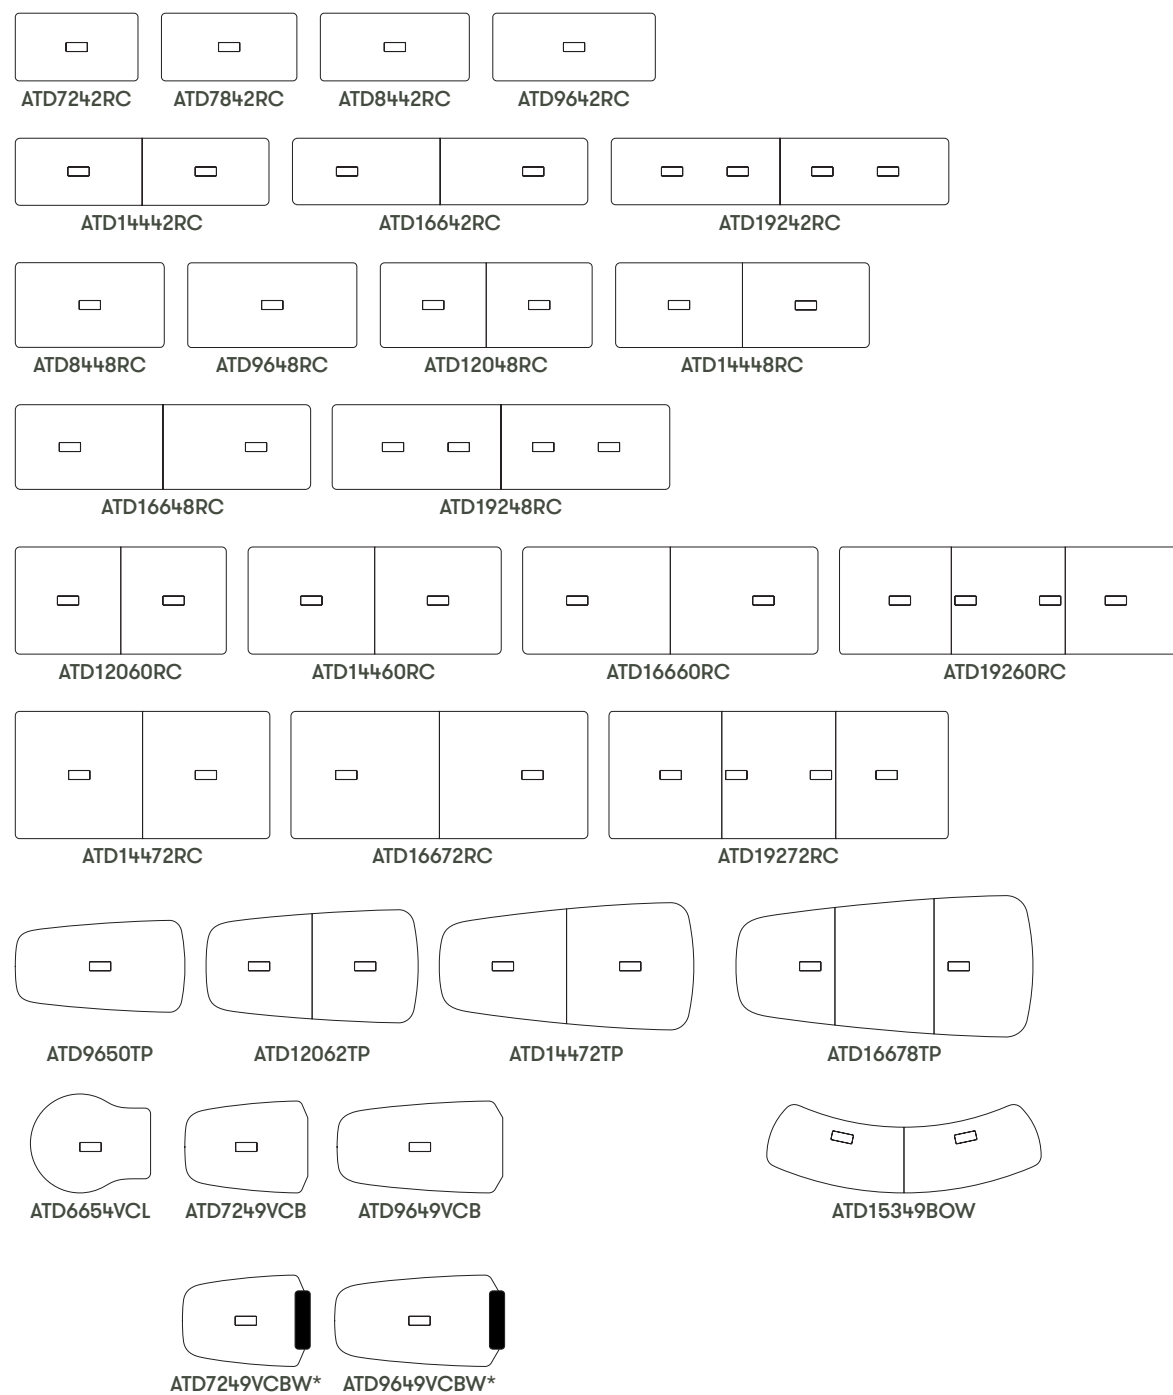 ATD7242RC ATD7842RC ATD8442RC ATD9642RC
ATD14442RC ATD16642RC ATD19242RC
ATD8448RC ATD9648RC ATD12048RC ATD14448RC
ATD16648RC ATD19248RC
ATD12060RC ATD14460RC ATD16660RC ATD19260RC
ATD14472RC ATD16672RC ATD19272RC
ATD9650TP ATD12062TP ATD14472TP ATD16678TP
ATD6654VCL ATD7249VCB ATD9649VCB ATD15349BOW
ATD7249VCBW* ATD9649VCBW*